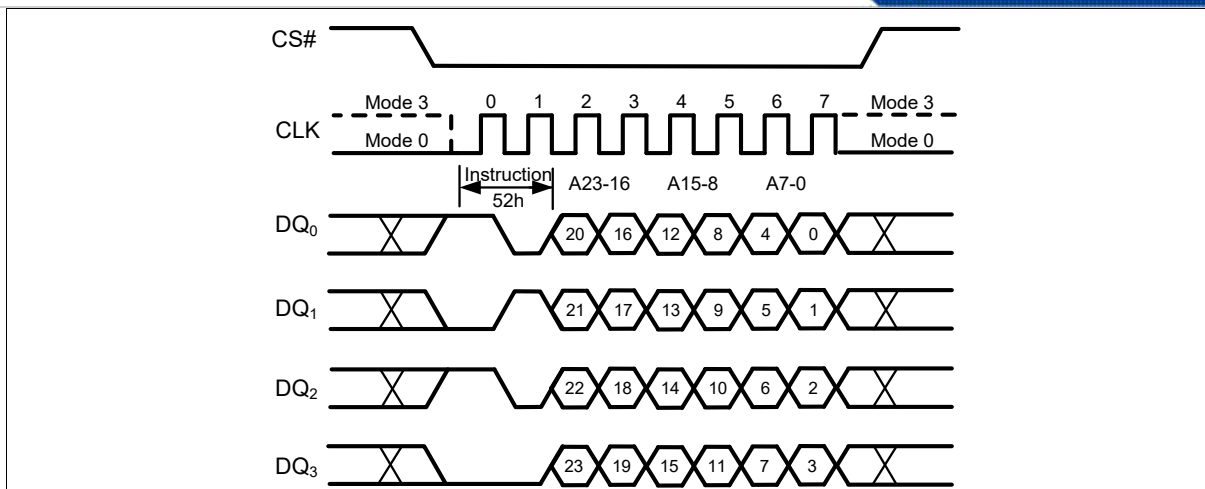 CS#
Mode 3 0 1 2 3 4 5 6 7 Mode 3
CLK
Mode 0 Mode 0
Instruction A23-16 A15-8 A7-0
52h
DQ₀ 20 16 12 8 4 0
DQ₁ 21 17 13 9 5 1
DQ₂ 22 18 14 10 6 2
DQ₃ 23 19 15 11 7 3